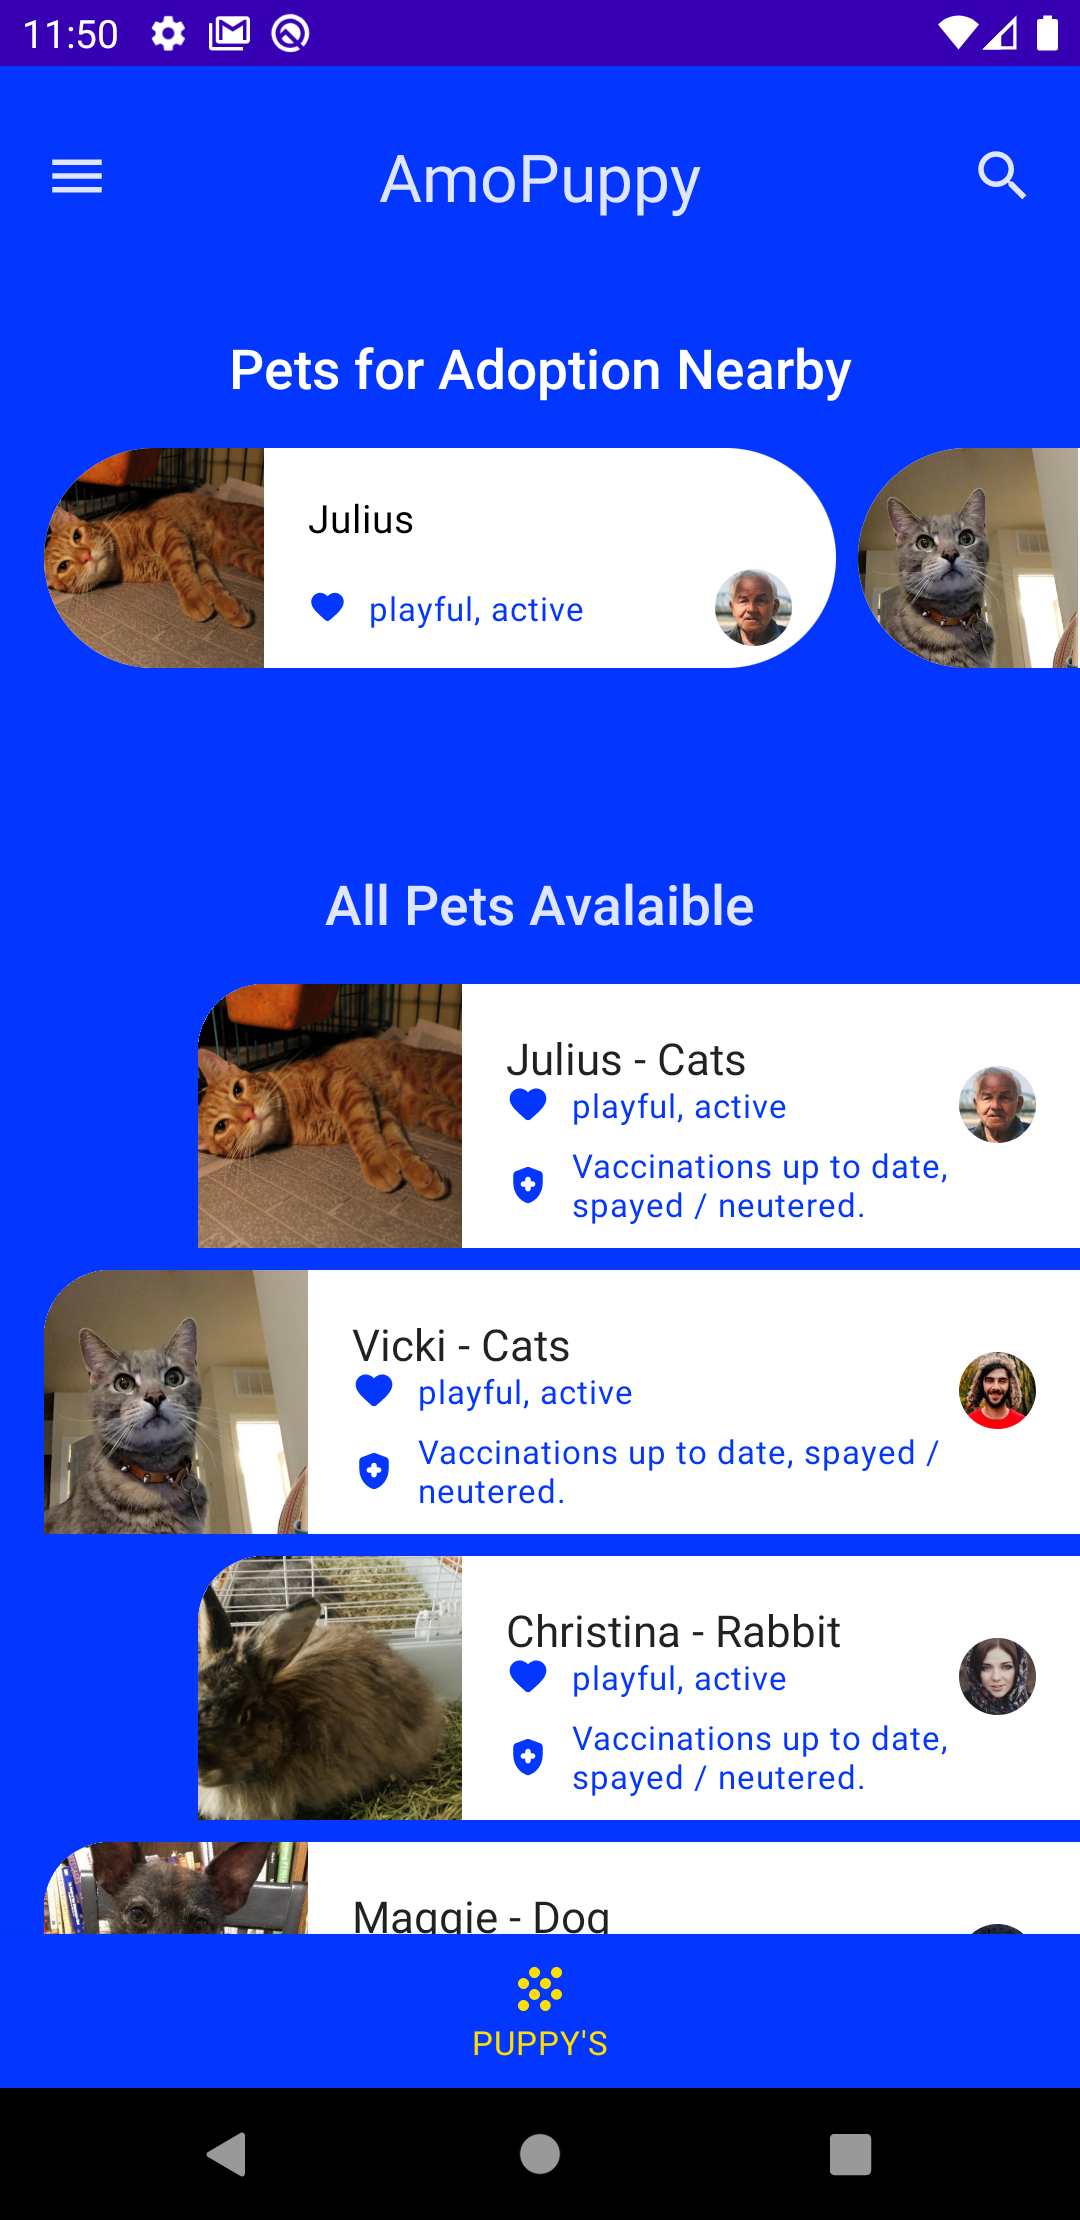 11:50
AmoPuppy
Pets for Adoption Nearby
Julius
playful, active
All Pets Avalaible
Julius - Cats
playful, active
Vaccinations up to date,
spayed / neutered.
Vicki - Cats
playful, active
Vaccinations up to date, spayed /
neutered.
Christina - Rabbit
playful, active
Vaccinations up to date,
spayed / neutered.
Maggie - Dog
PUPPY'S